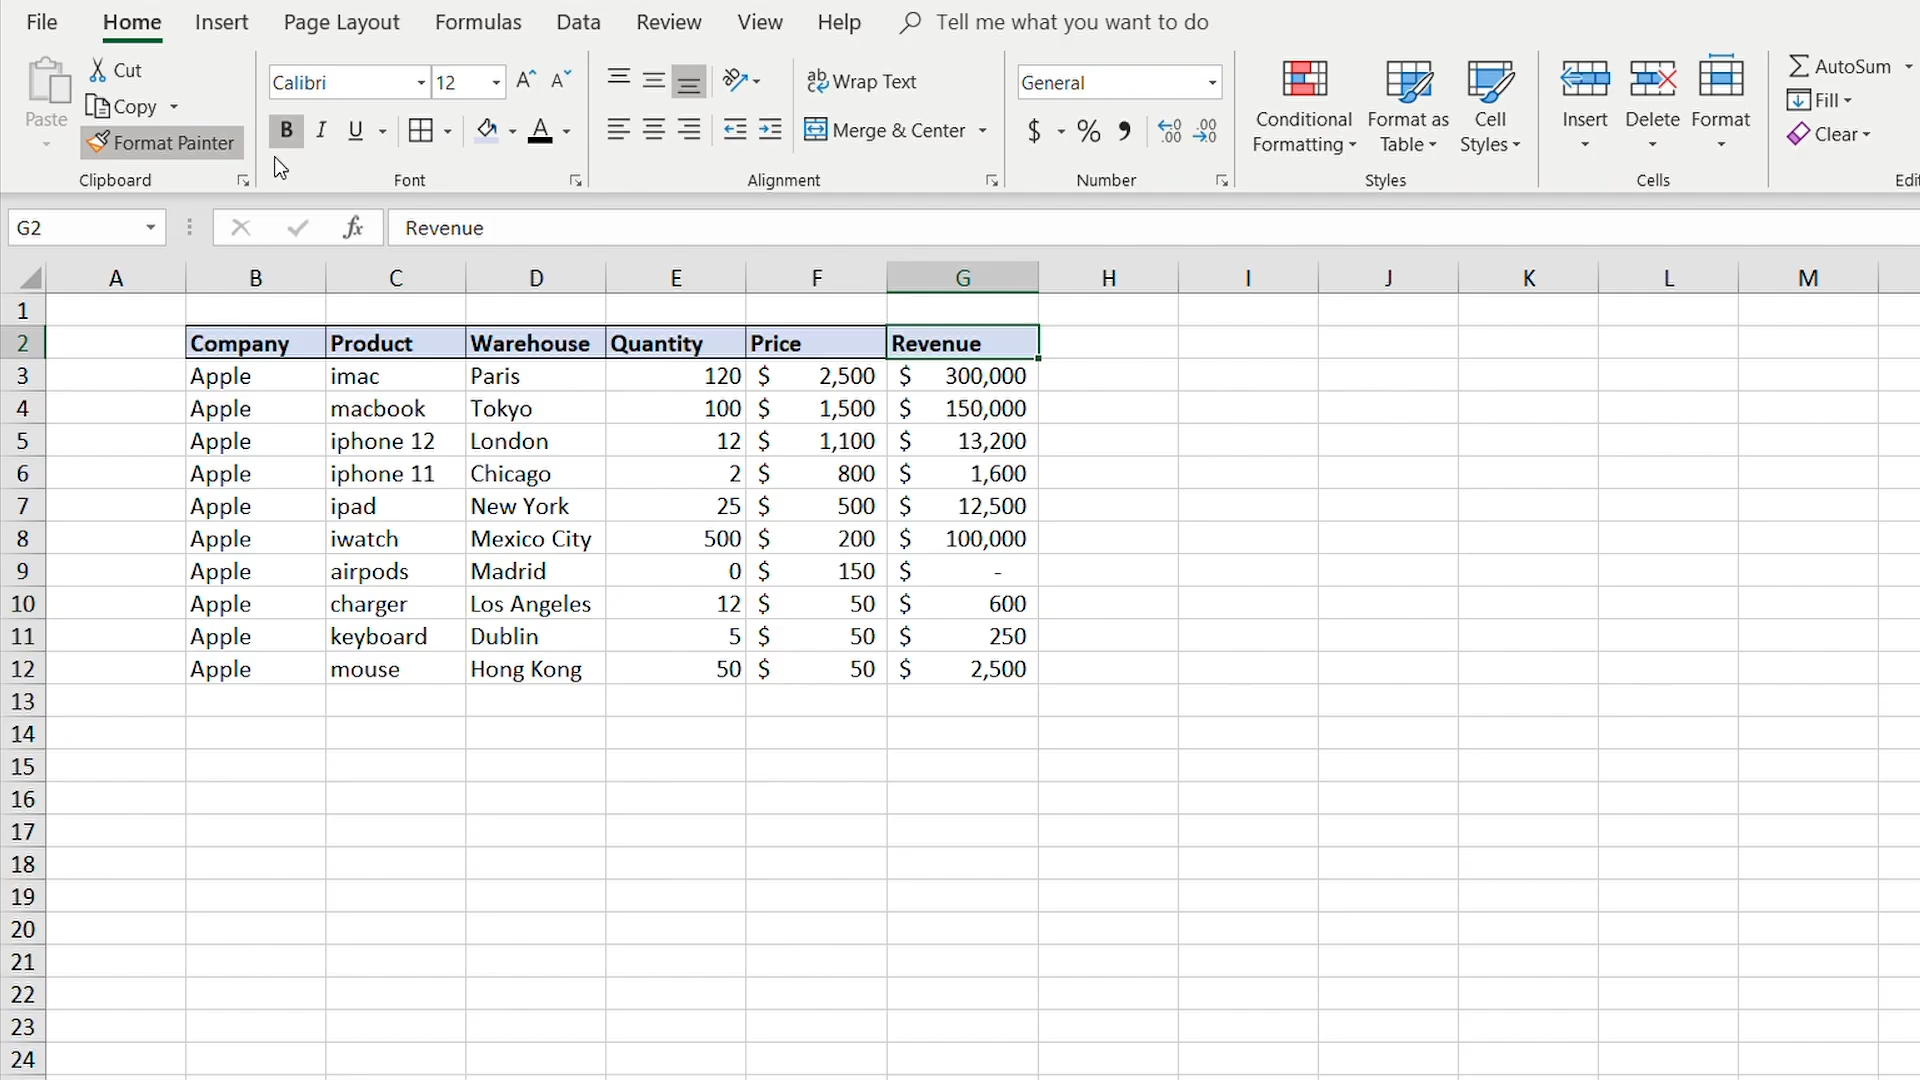 File Home Insert Page Layout Formulas Data Review View Help Tell me what you want to do
Paste Cut
Copy
Format Painter
Clipboard
Calibri 12 A A
B I U A
Font
ab Wrap Text
Merge & Center
Alignment
General
$ % 9 .00 .00
Number
Conditional Formatting
Format as Table
Cell Styles
Styles
Insert Delete Format
Cells
AutoSum
Fill
Clear
Edi
G2 fx Revenue
A B C D E F G H I J K L M
1
2 Company Product Warehouse Quantity Price Revenue
3 Apple imac Paris 120 $ 2,500 $ 300,000
4 Apple macbook Tokyo 100 $ 1,500 $ 150,000
5 Apple iphone 12 London 12 $ 1,100 $ 13,200
6 Apple iphone 11 Chicago 2 $ 800 $ 1,600
7 Apple ipad New York 25 $ 500 $ 12,500
8 Apple iwatch Mexico City 500 $ 200 $ 100,000
9 Apple airpods Madrid 0 $ 150 $ -
10 Apple charger Los Angeles 12 $ 50 $ 600
11 Apple keyboard Dublin 5 $ 50 $ 250
12 Apple mouse Hong Kong 50 $ 50 $ 2,500
13
14
15
16
17
18
19
20
21
22
23
24